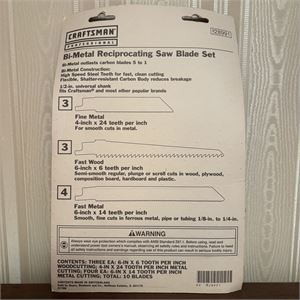 CRAFTSMAN
PROFESSIONAL
Bi-Metal Reciprocating Saw Blade Set
Bi-Metal outlasts carbon blades 5 to 1
Bi-Metal Construction:
High Speed Steel Teeth for fast, clean cutting
Flexible, Shatter-resistant Carbon Body reduces breakage
1/2-in. universal shank
fits Craftsman® and most other popular brands
3
Fine Metal
4-inch x 24 teeth per inch
For smooth cuts in metal.
3
Fast Wood
6-inch x 6 teeth per inch
Semi-smooth regular, plunge or scroll cuts in wood, plywood,
composition board, hardboard and plastic.
4
Fast Metal
6-inch x 14 teeth per inch
Smooth, fine cuts in ferrous metal, pipe or tubing 1/8-in. to 1/4-in.
WARNING
CONTENTS: THREE EA: 6-IN X 6 TOOTH PER INCH
WOODCUTTING; 4-IN X 24 TOOTH PER INCH METAL
CUTTING; FOUR EA: 6-IN X 14 TOOTH PER INCH
METAL CUTTING; TOTAL: 10 BLADES
MADE IN SWITZERLAND